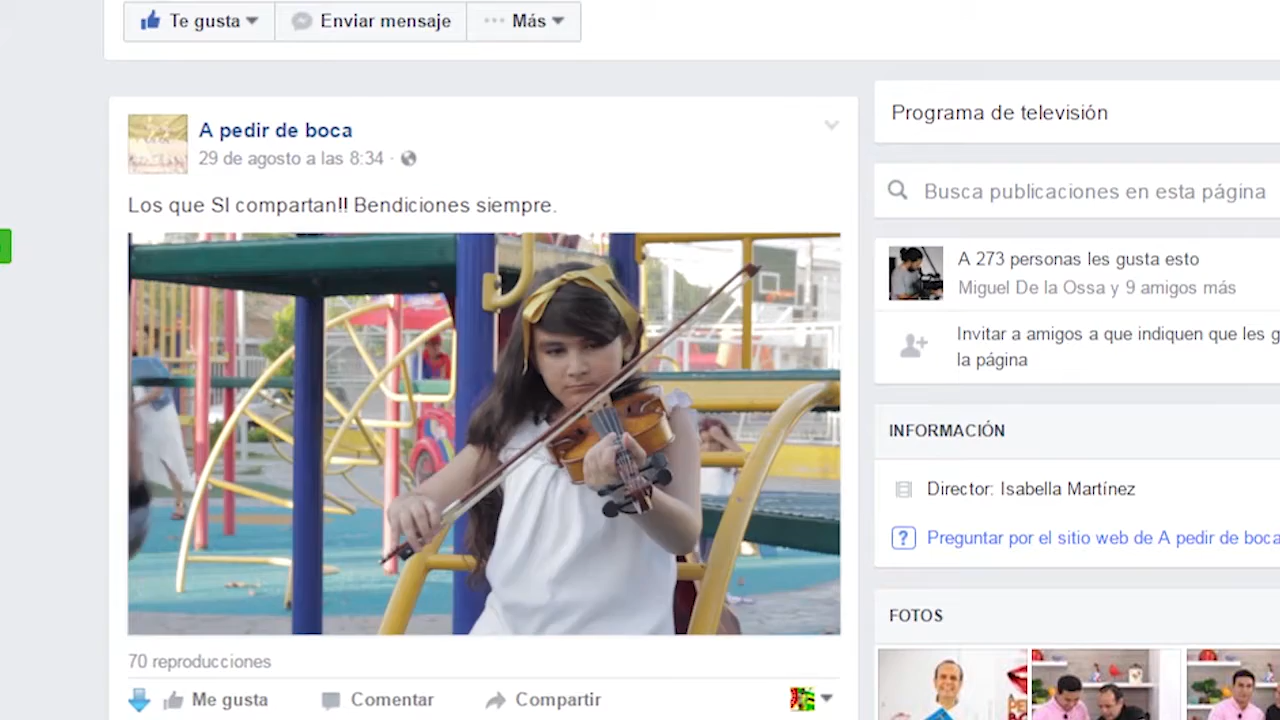 Te gusta
Enviar mensaje
Más
A pedir de boca
29 de agosto a las 8:34 ·
Los que SI compartan!! Bendiciones siempre.
70 reproducciones
Me gusta
Comentar
Compartir
Programa de televisión
Busca publicaciones en esta página
A 273 personas les gusta esto
Miguel De la Ossa y 9 amigos más
Invitar a amigos a que indiquen que les g
la página
INFORMACIÓN
Director: Isabella Martínez
? Preguntar por el sitio web de A pedir de boca
FOTOS